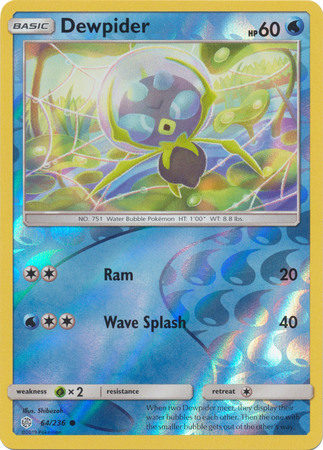 BASIC Dewpider HP60
NO. 751 Water Bubble Pokémon HT: 1'00" WT: 8.8 lbs.
Ram 20
Wave Splash 40
weakness ×2 resistance retreat
Illus. Shibuzoh.
64/236
When two Dewpider meet, they display their
water bubbles to each other. Then the one with
the smaller bubble gets out of the other's way.